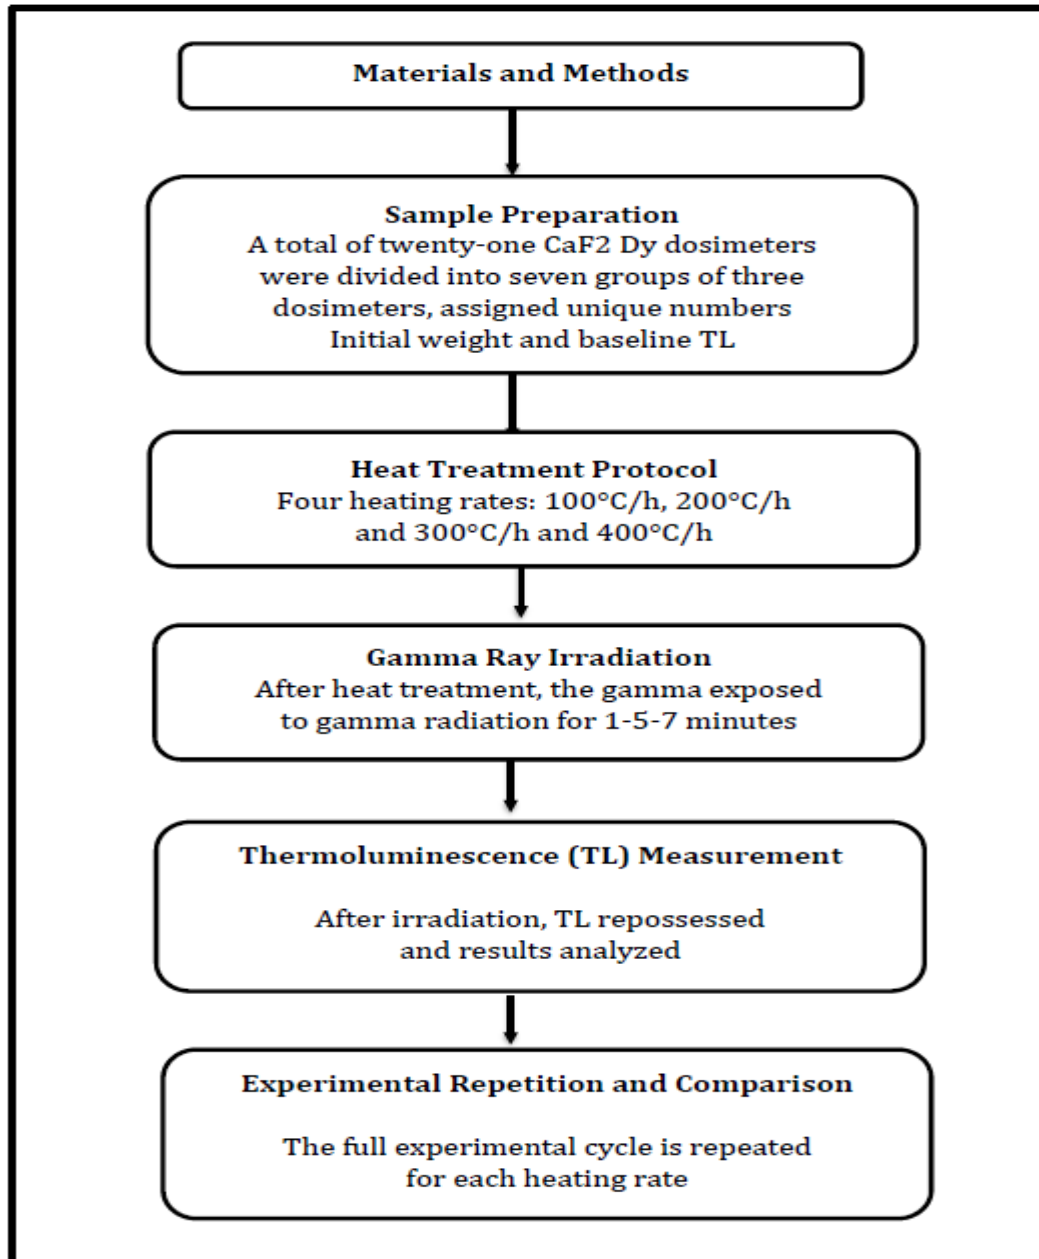 Materials and Methods
Sample Preparation
A total of twenty-one CaF2 Dy dosimeters
were divided into seven groups of three
dosimeters, assigned unique numbers
Initial weight and baseline TL
Heat Treatment Protocol
Four heating rates: 100°C/h, 200°C/h
and 300°C/h and 400°C/h
Gamma Ray Irradiation
After heat treatment, the gamma exposed
to gamma radiation for 1-5-7 minutes
Thermoluminescence (TL) Measurement
After irradiation, TL repossessed
and results analyzed
Experimental Repetition and Comparison
The full experimental cycle is repeated
for each heating rate